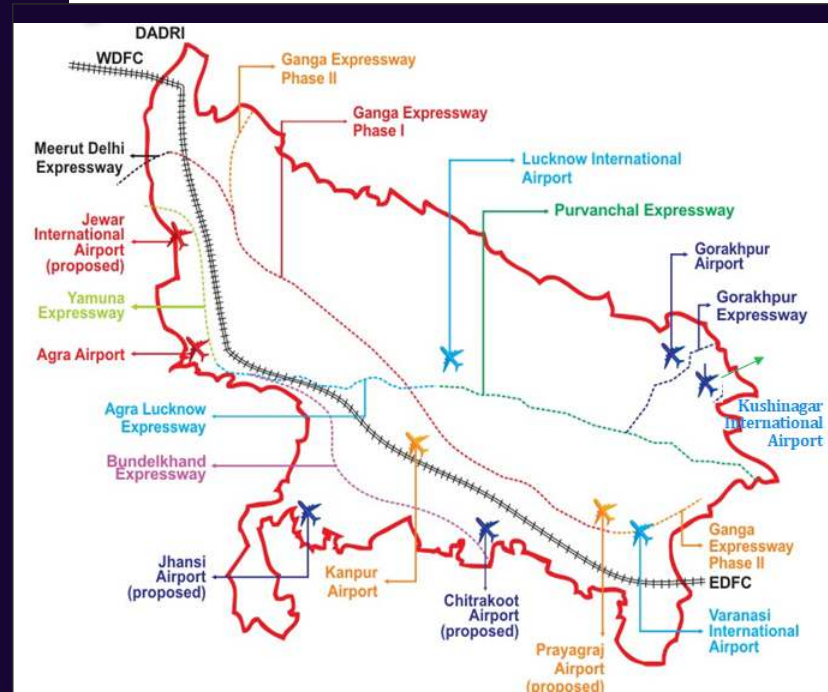 DADRI
WDFC
Ganga Expressway
Phase II
Ganga Expressway
Phase I
Meerut Delhi
Expressway
Lucknow International
Airport
Purvanchal Expressway
Jewar
International
Airport
(proposed)
Gorakhpur
Airport
Gorakhpur
Expressway
Yamuna
Expressway
Agra Airport
Kushinagar
International
Airport
Agra Lucknow
Expressway
Bundelkhand
Expressway
Jhansi
Airport
(proposed)
Kanpur
Airport
Chitrakoot
Airport
(proposed)
Prayagraj
Airport
(proposed)
Ganga
Expressway
Phase II
EDFC
Varanasi
International
Airport